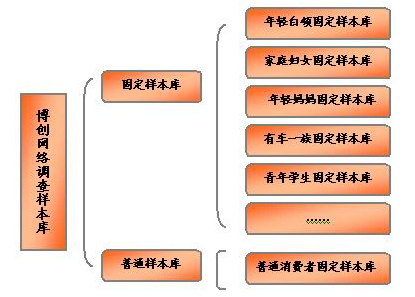 博创网络调查样本库
固定样本库
年轻白领固定样本库
家庭妇女固定样本库
年轻妈妈固定样本库
有车一族固定样本库
青年学生固定样本库
……
普通样本库
普通消费者固定样本库